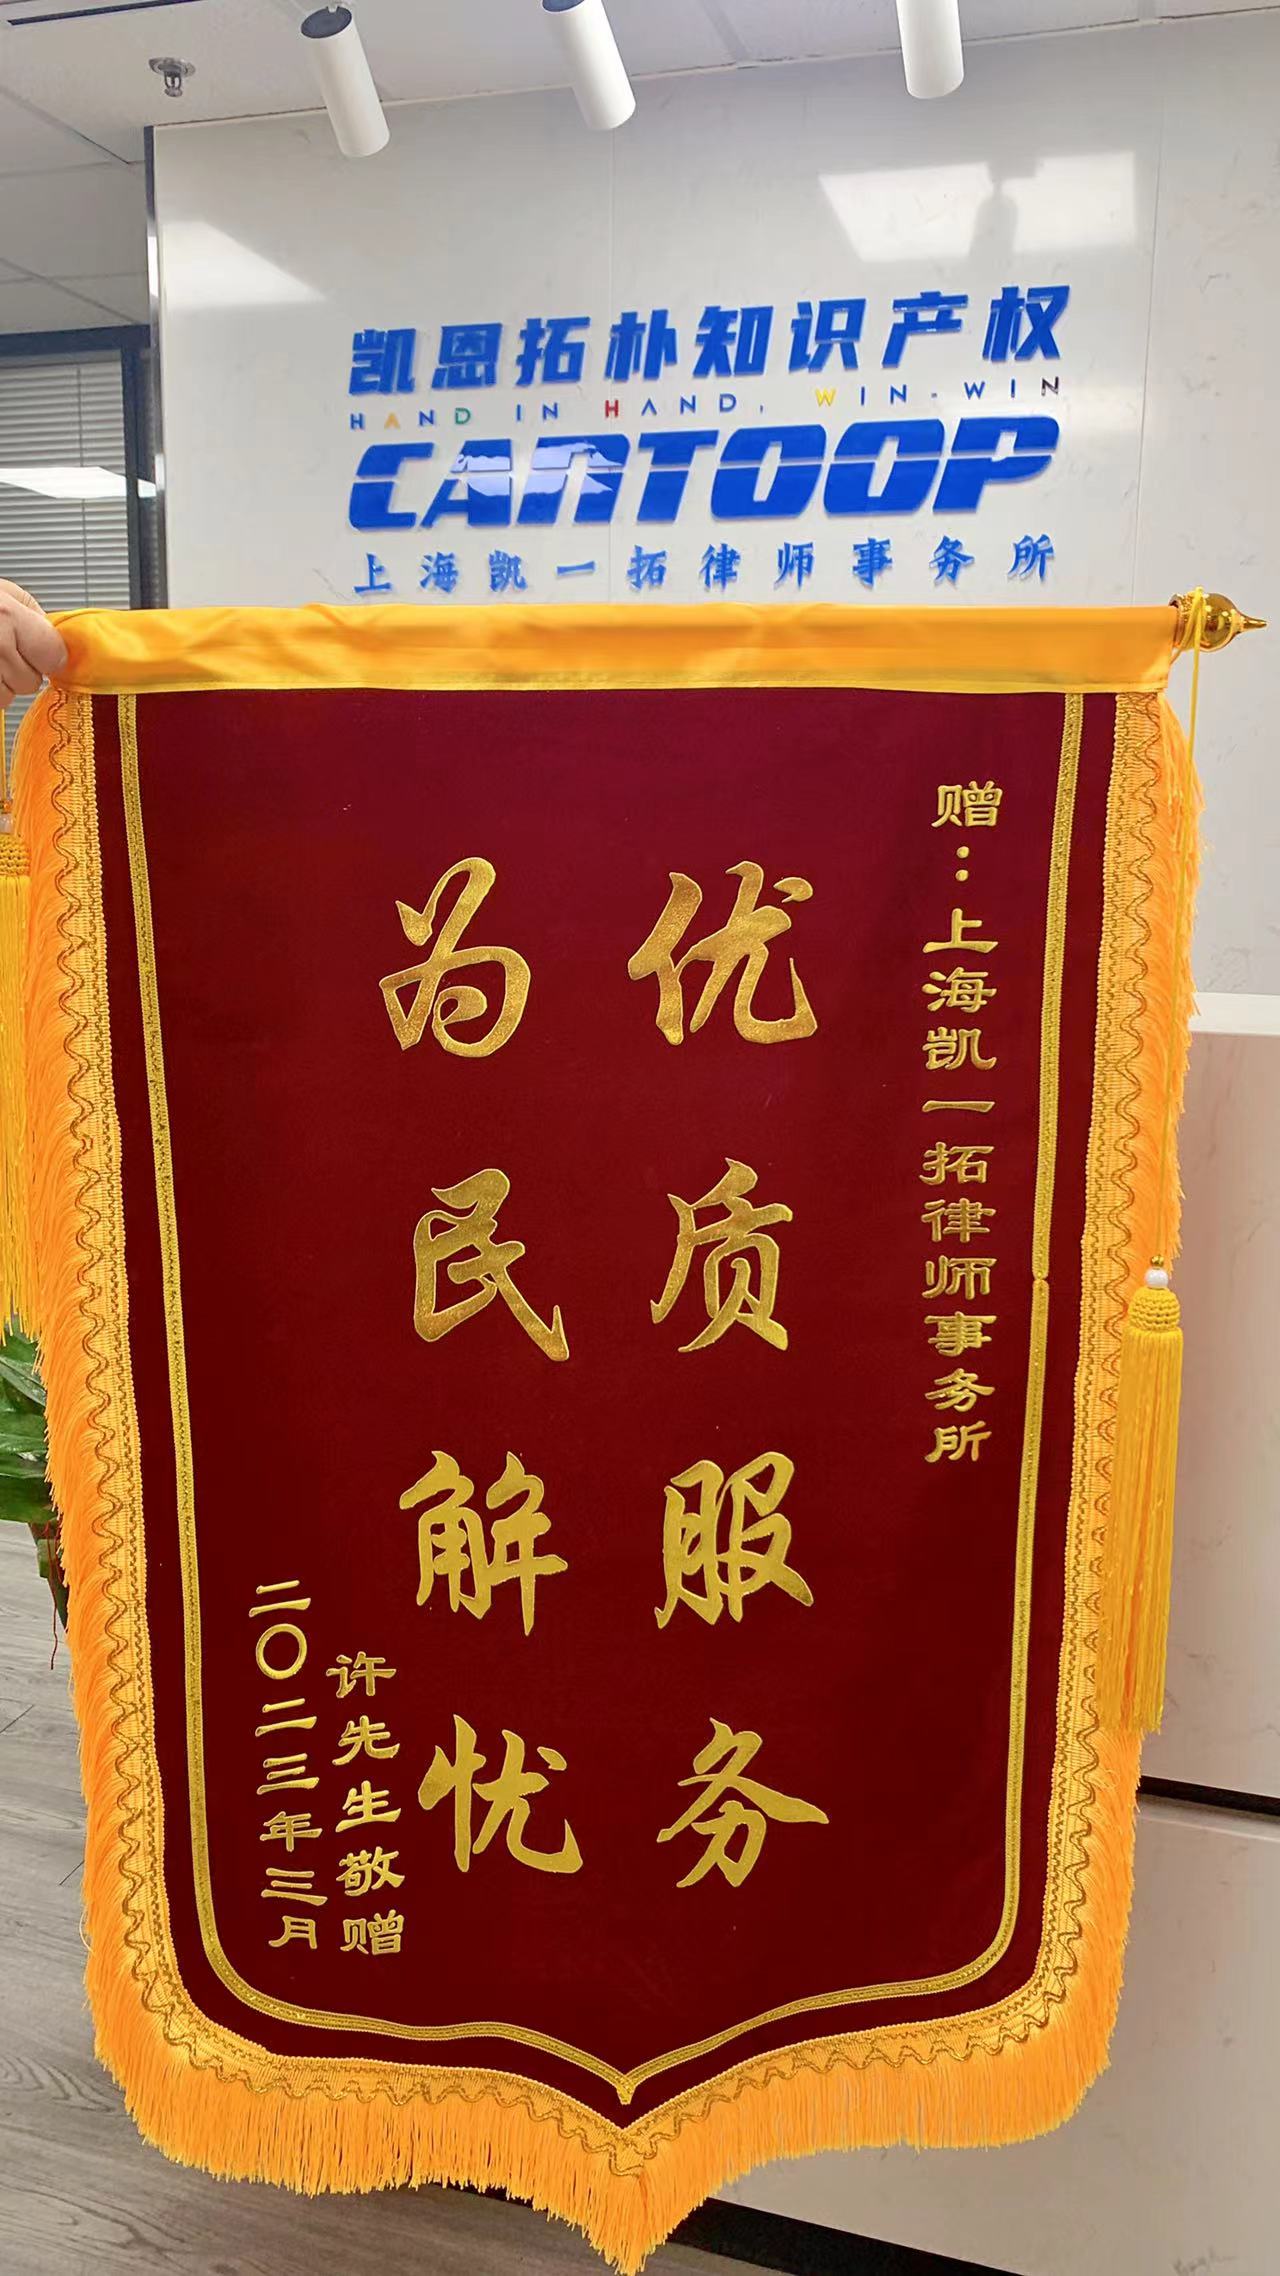 凯恩拓朴知识产权
HAND IN HAND, WIN-WIN
CANTOOP
上海凯一拓律师事务所
赠：上海凯一拓律师事务所
优质服务
为民解忧
许先生敬赠
二〇二三年三月